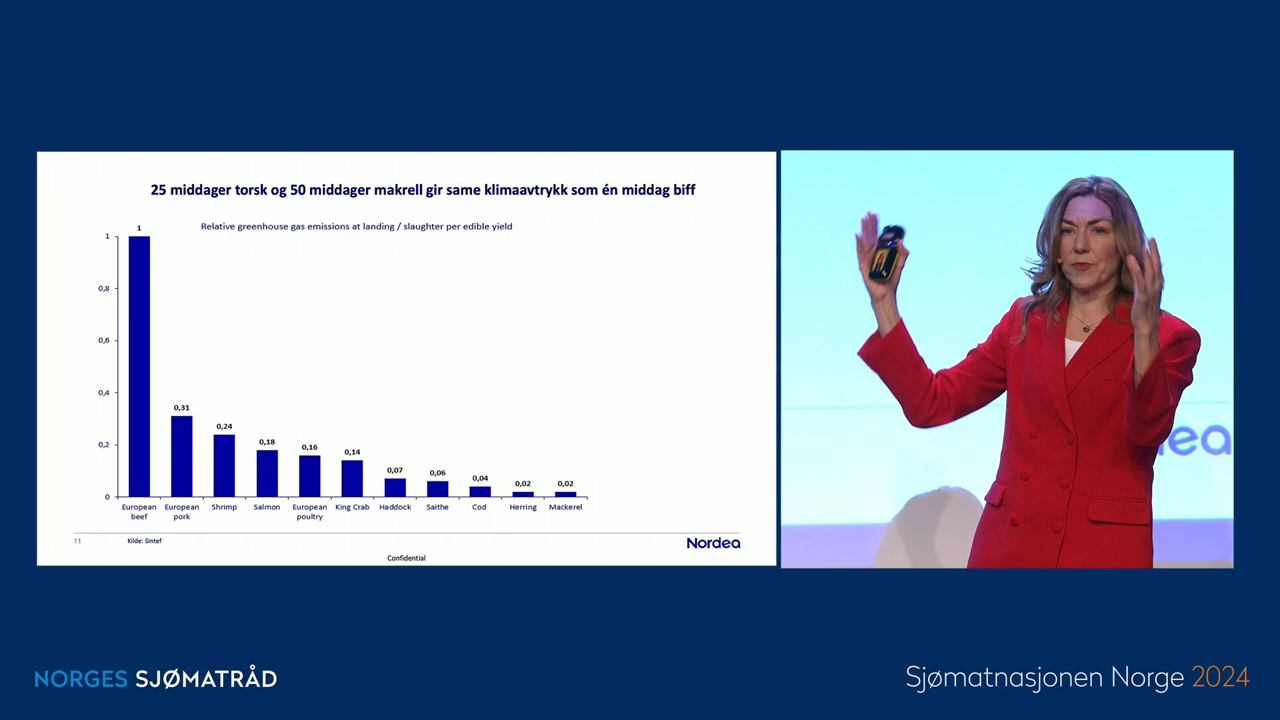 25 middager torsk og 50 middager makrell gir same klimaavtrykk som én middag biff
Relative greenhouse gas emissions at landing / slaughter per edible yield
1
0,8
0,6
0,4
0,2
0
1
0,31
0,24
0,18
0,16
0,14
0,07
0,06
0,04
0,02
0,02
European beef
European pork
Shrimp
Salmon
European poultry
King Crab
Haddock
Saithe
Cod
Herring
Mackerel
11
Kilde: Sintef
Nordea
Confidential
dea
NORGES SJØMATRÅD
Sjømatnasjonen Norge 2024